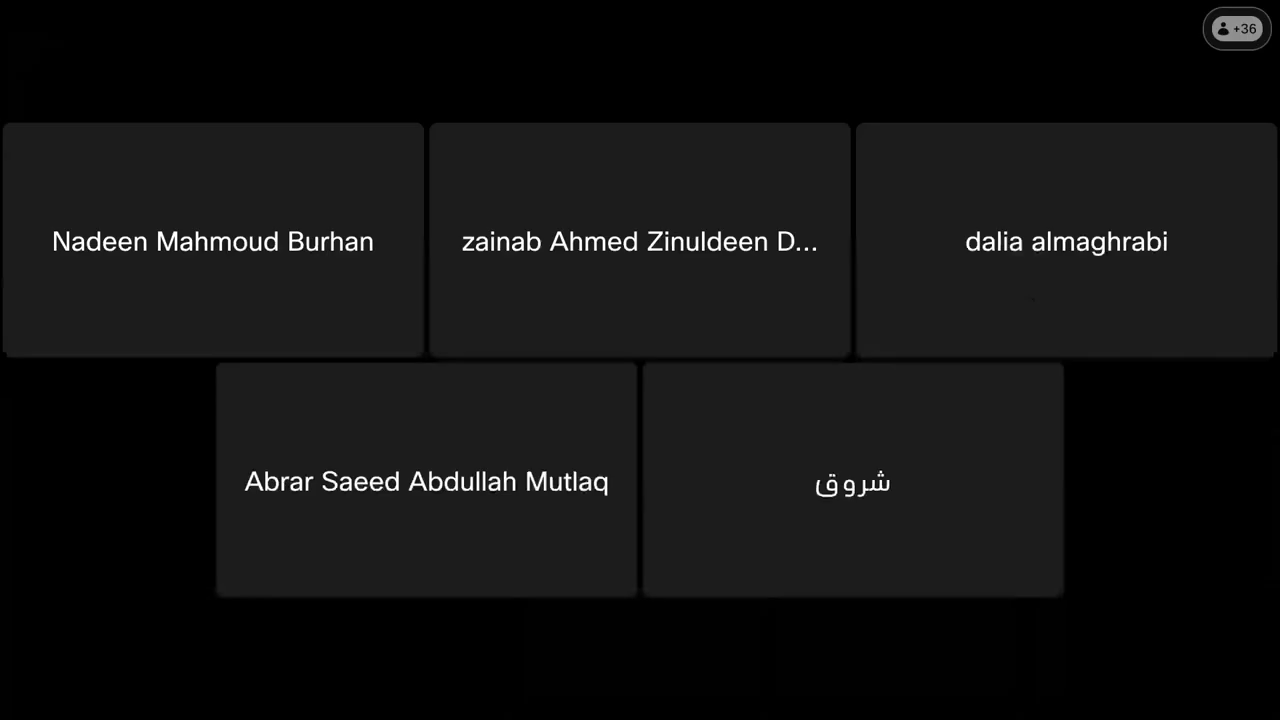 +36
Nadeen Mahmoud Burhan
zainab Ahmed Zinuldeen D...
dalia almaghrabi
Abrar Saeed Abdullah Mutlaq
شروق